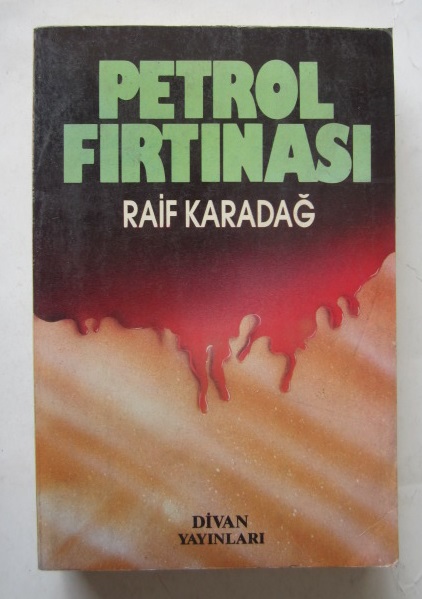 PETROL
FIRTINASI
RAİF KARADAĞ
DİVAN
YAYINLARI